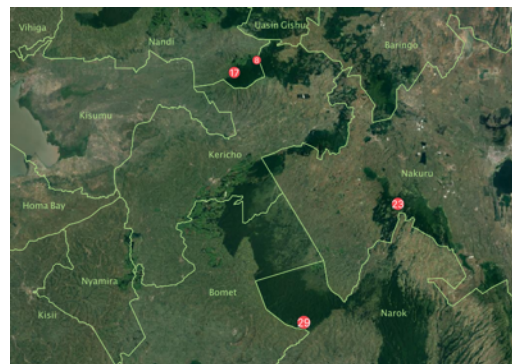 Vihiga
Uasin Gishu
Nandi
Baringo
8
17
Kisumu
Kericho
Nakuru
Homa Bay
23
Nyamira
Bomet
Kisii
Narok
29